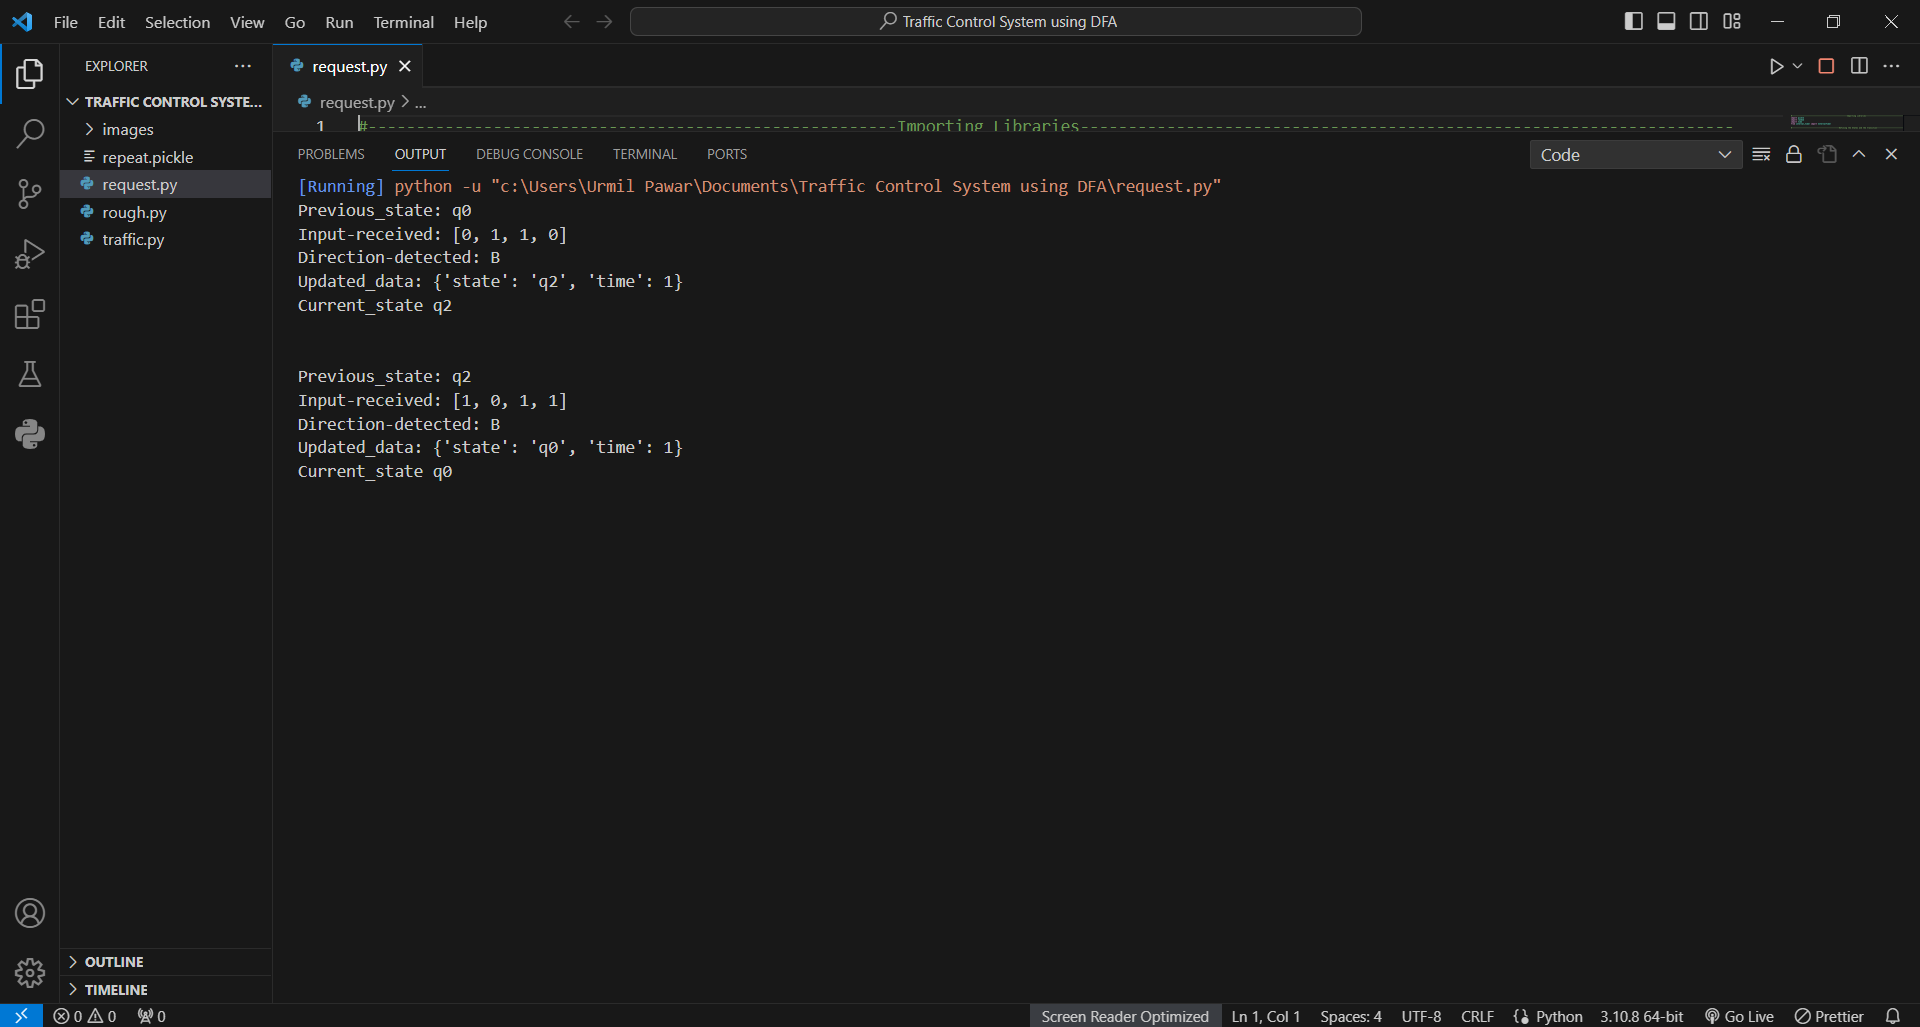 File Edit Selection View Go Run Terminal Help
Traffic Control System using DFA
EXPLORER
TRAFFIC CONTROL SYSTE...
images
repeat.pickle
request.py
rough.py
traffic.py
OUTLINE
TIMELINE
request.py
request.py > ...
1 #------------------------------------------------------Importing Libraries-------------------------------------------------------------------
PROBLEMS OUTPUT DEBUG CONSOLE TERMINAL PORTS
Code
[Running] python -u "c:\Users\Urmil Pawar\Documents\Traffic Control System using DFA\request.py"
Previous_state: q0
Input-received: [0, 1, 1, 0]
Direction-detected: B
Updated_data: {'state': 'q2', 'time': 1}
Current_state q2
Previous_state: q2
Input-received: [1, 0, 1, 1]
Direction-detected: B
Updated_data: {'state': 'q0', 'time': 1}
Current_state q0
0 0 0
Screen Reader Optimized Ln 1, Col 1 Spaces: 4 UTF-8 CRLF Python 3.10.8 64-bit Go Live Prettier